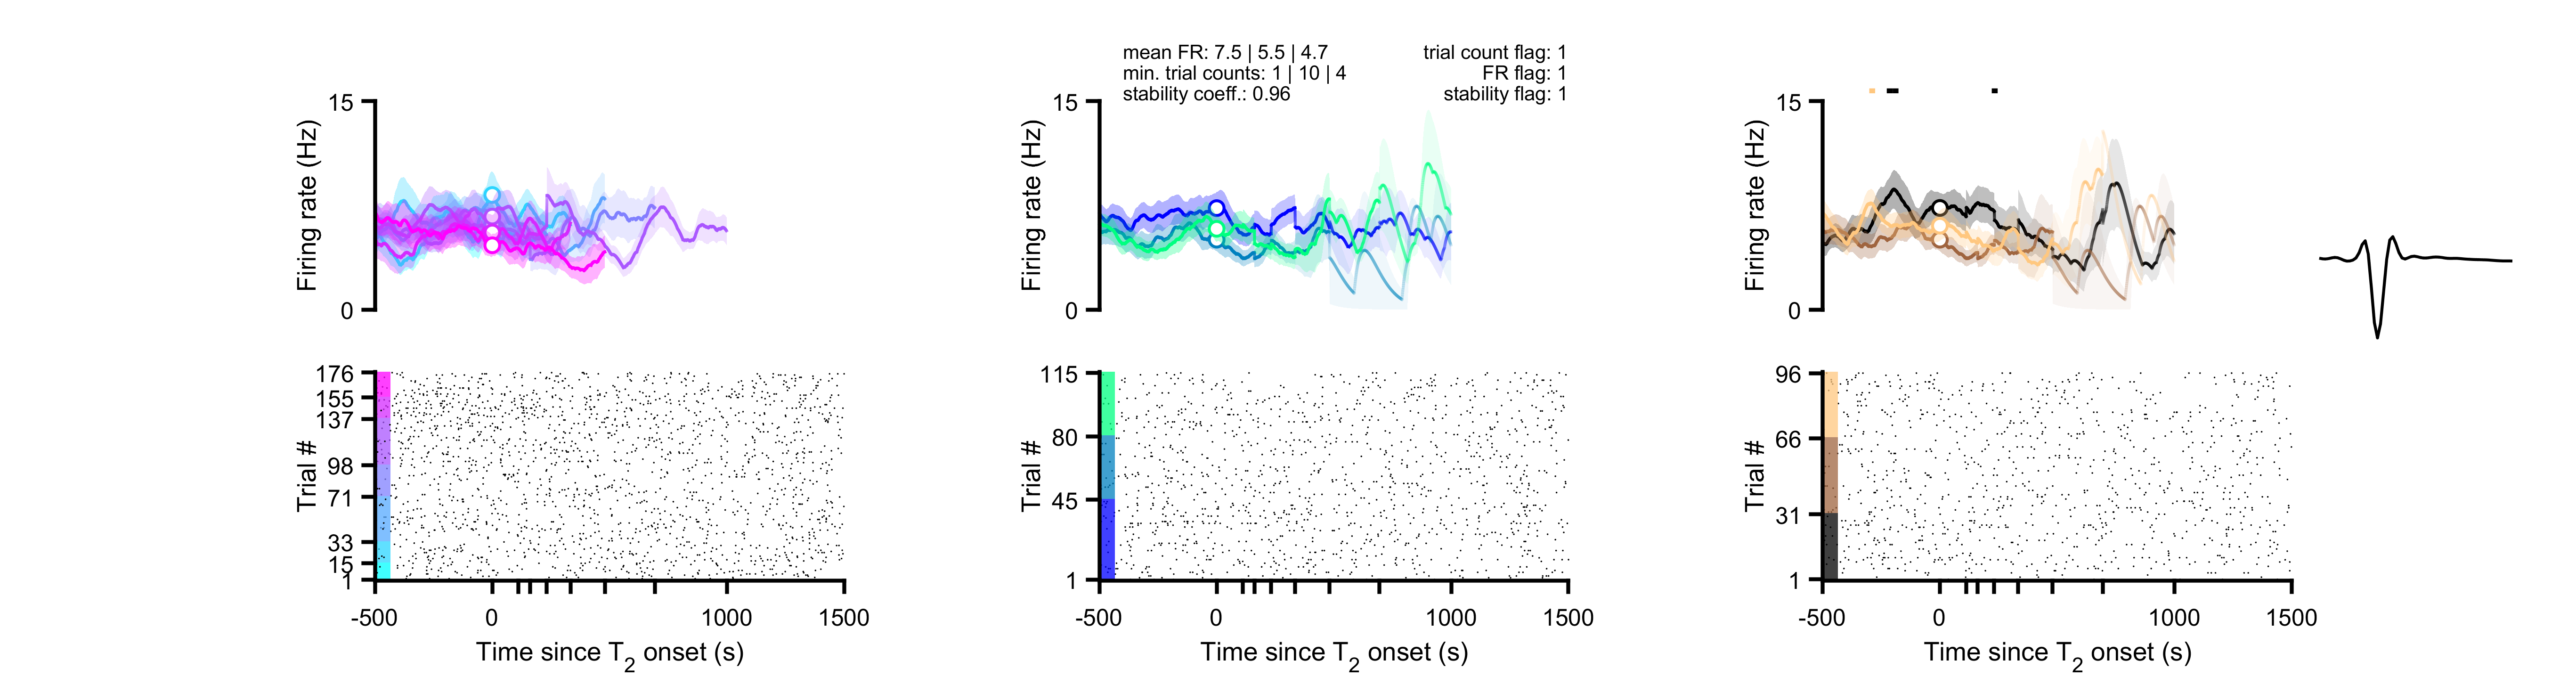 mean FR: 7.5 | 5.5 | 4.7
min. trial counts: 1 | 10 | 4
stability coeff.: 0.96
trial count flag: 1
FR flag: 1
stability flag: 1
15
Firing rate (Hz)
0
15
Firing rate (Hz)
0
15
Firing rate (Hz)
0
176
155
137
98
71
33
15
1
Trial #
-500
0
1000
1500
Time since T2 onset (s)
115
80
45
1
Trial #
-500
0
1000
1500
Time since T2 onset (s)
96
66
31
1
Trial #
-500
0
1000
1500
Time since T2 onset (s)